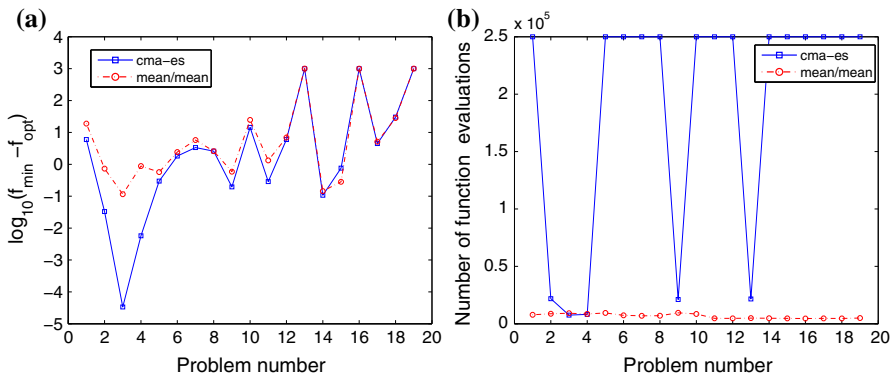 (a)
4
3
2
1
0
-1
-2
-3
-4
-5
log10(fmin -fopt)
cma-es
mean/mean
0 2 4 6 8 10 12 14 16 18 20
Problem number
(b)
x 10^5
2.5
2
1.5
1
0.5
0
Number of function evaluations
cma-es
mean/mean
0 2 4 6 8 10 12 14 16 18 20
Problem number